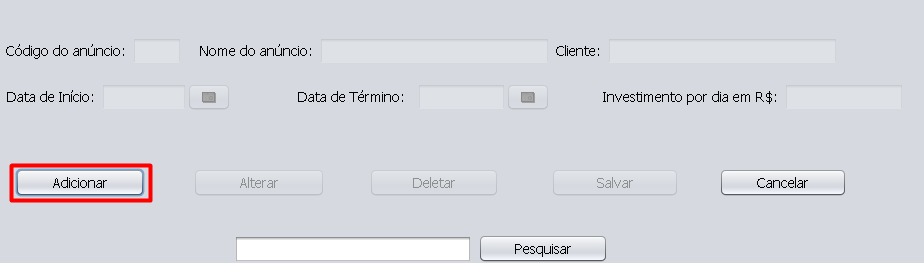 Código do anúncio: Nome do anúncio: Cliente:
Data de Início: Data de Término: Investimento por dia em R$:
Adicionar Alterar Deletar Salvar Cancelar
Pesquisar